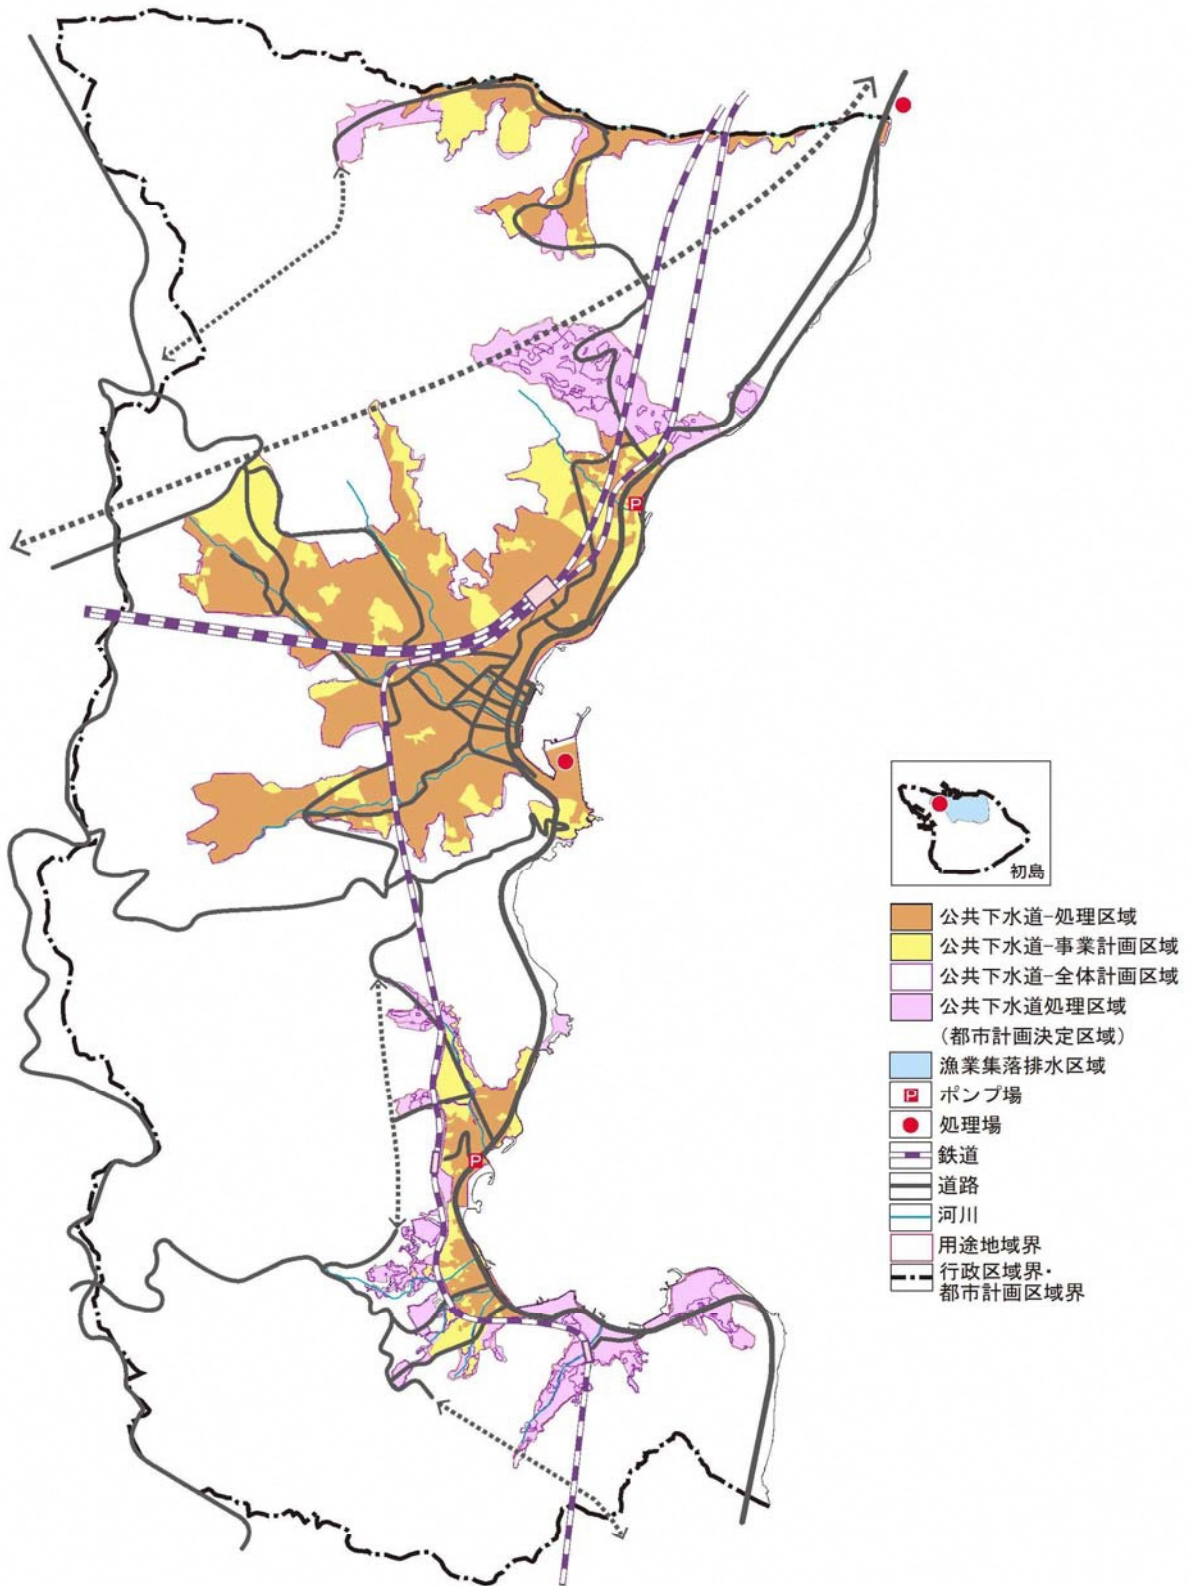 P
初島
公共下水道-処理区域
公共下水道-事業計画区域
公共下水道-全体計画区域
公共下水道処理区域
(都市計画決定区域)
漁業集落排水区域
P ポンプ場
処理場
鉄道
道路
河川
P
用途地域界
行政区域界・
都市計画区域界